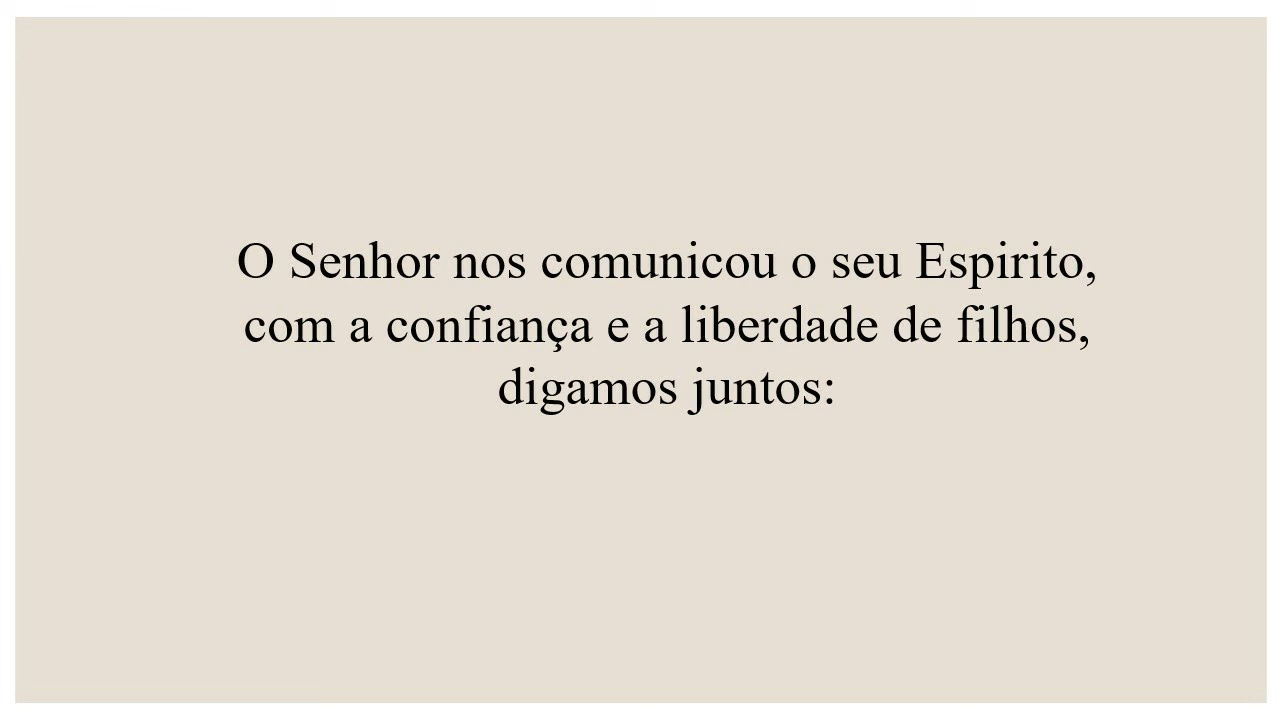 O Senhor nos comunicou o seu Espirito,
com a confiança e a liberdade de filhos,
digamos juntos: